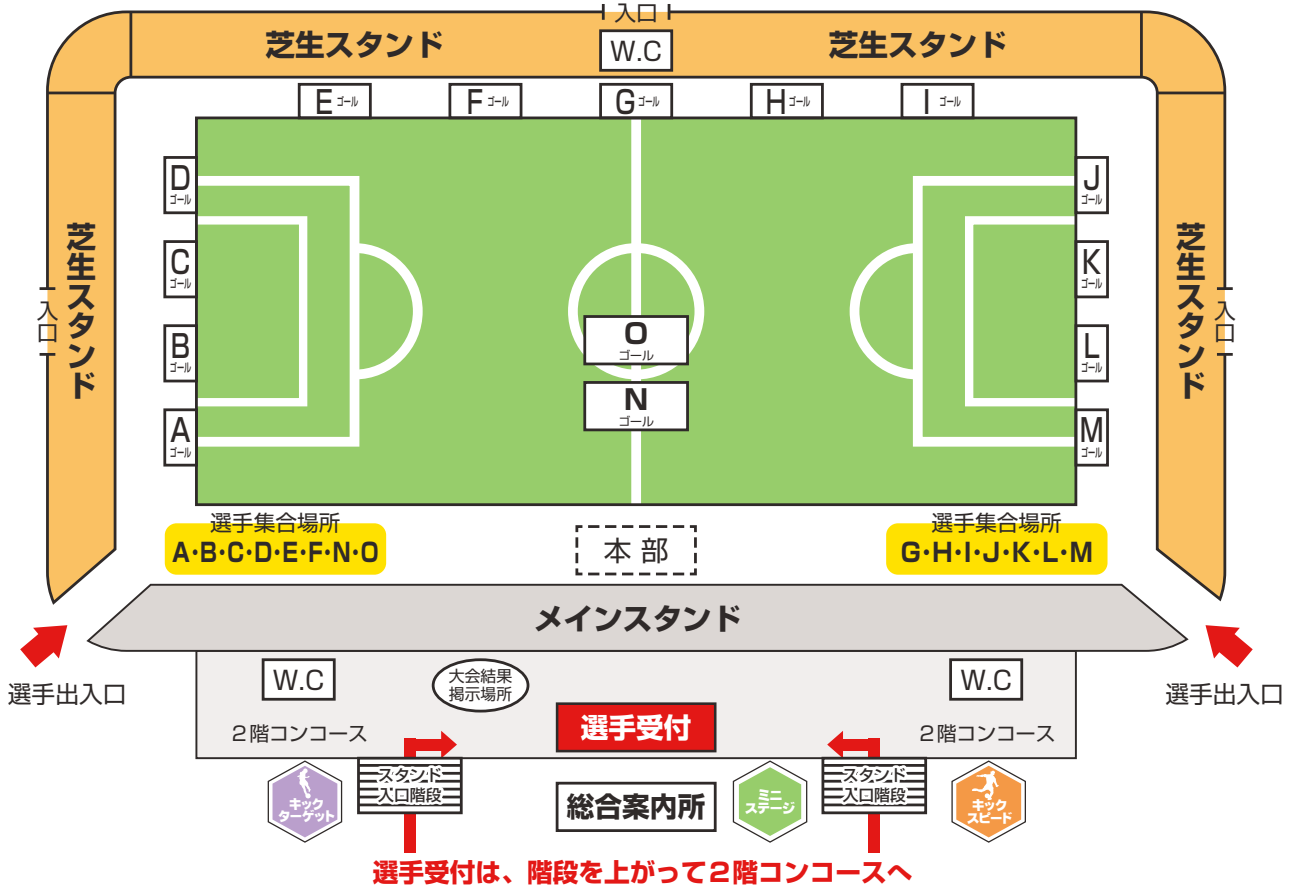 入口
芝生スタンド
W.C
芝生スタンド
E ゴール
F ゴール
G ゴール
H ゴール
I ゴール
D
ゴール
C
ゴール
B
ゴール
A
ゴール
J
ゴール
K
ゴール
L
ゴール
M
ゴール
芝生スタンド
入口
芝生スタンド
入口
O
ゴール
N
ゴール
選手集合場所
A・B・C・D・E・F・N・O
本部
選手集合場所
G・H・I・J・K・L・M
メインスタンド
選手出入口
選手出入口
W.C
大会結果
掲示場所
W.C
選手受付
2階コンコース
2階コンコース
キック
ターゲット
スタンド
入口階段
総合案内所
ミニ
ステージ
スタンド
入口階段
キック
スピード
選手受付は、階段を上がって2階コンコースへ